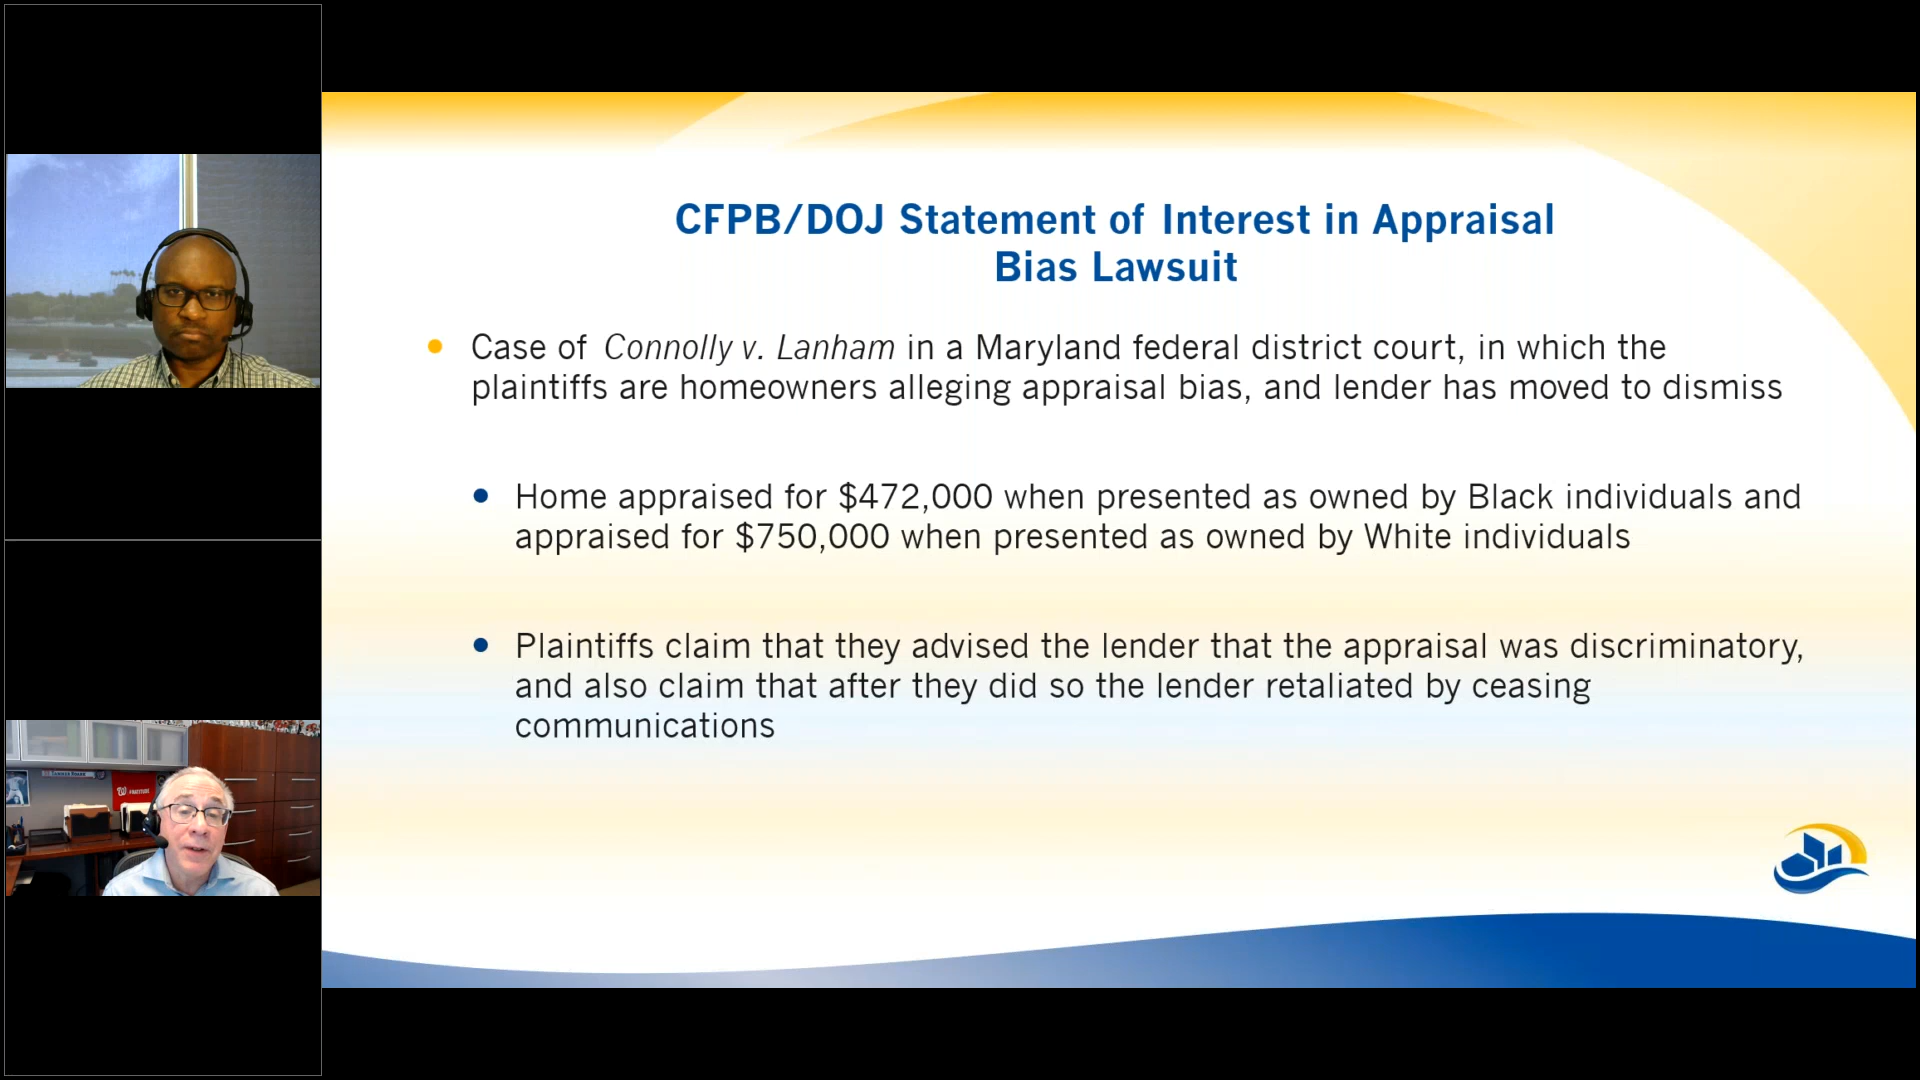 CFPB/DOJ Statement of Interest in Appraisal
Bias Lawsuit
• Case of Connolly v. Lanham in a Maryland federal district court, in which the
plaintiffs are homeowners alleging appraisal bias, and lender has moved to dismiss
• Home appraised for $472,000 when presented as owned by Black individuals and
appraised for $750,000 when presented as owned by White individuals
• Plaintiffs claim that they advised the lender that the appraisal was discriminatory,
and also claim that after they did so the lender retaliated by ceasing
communications